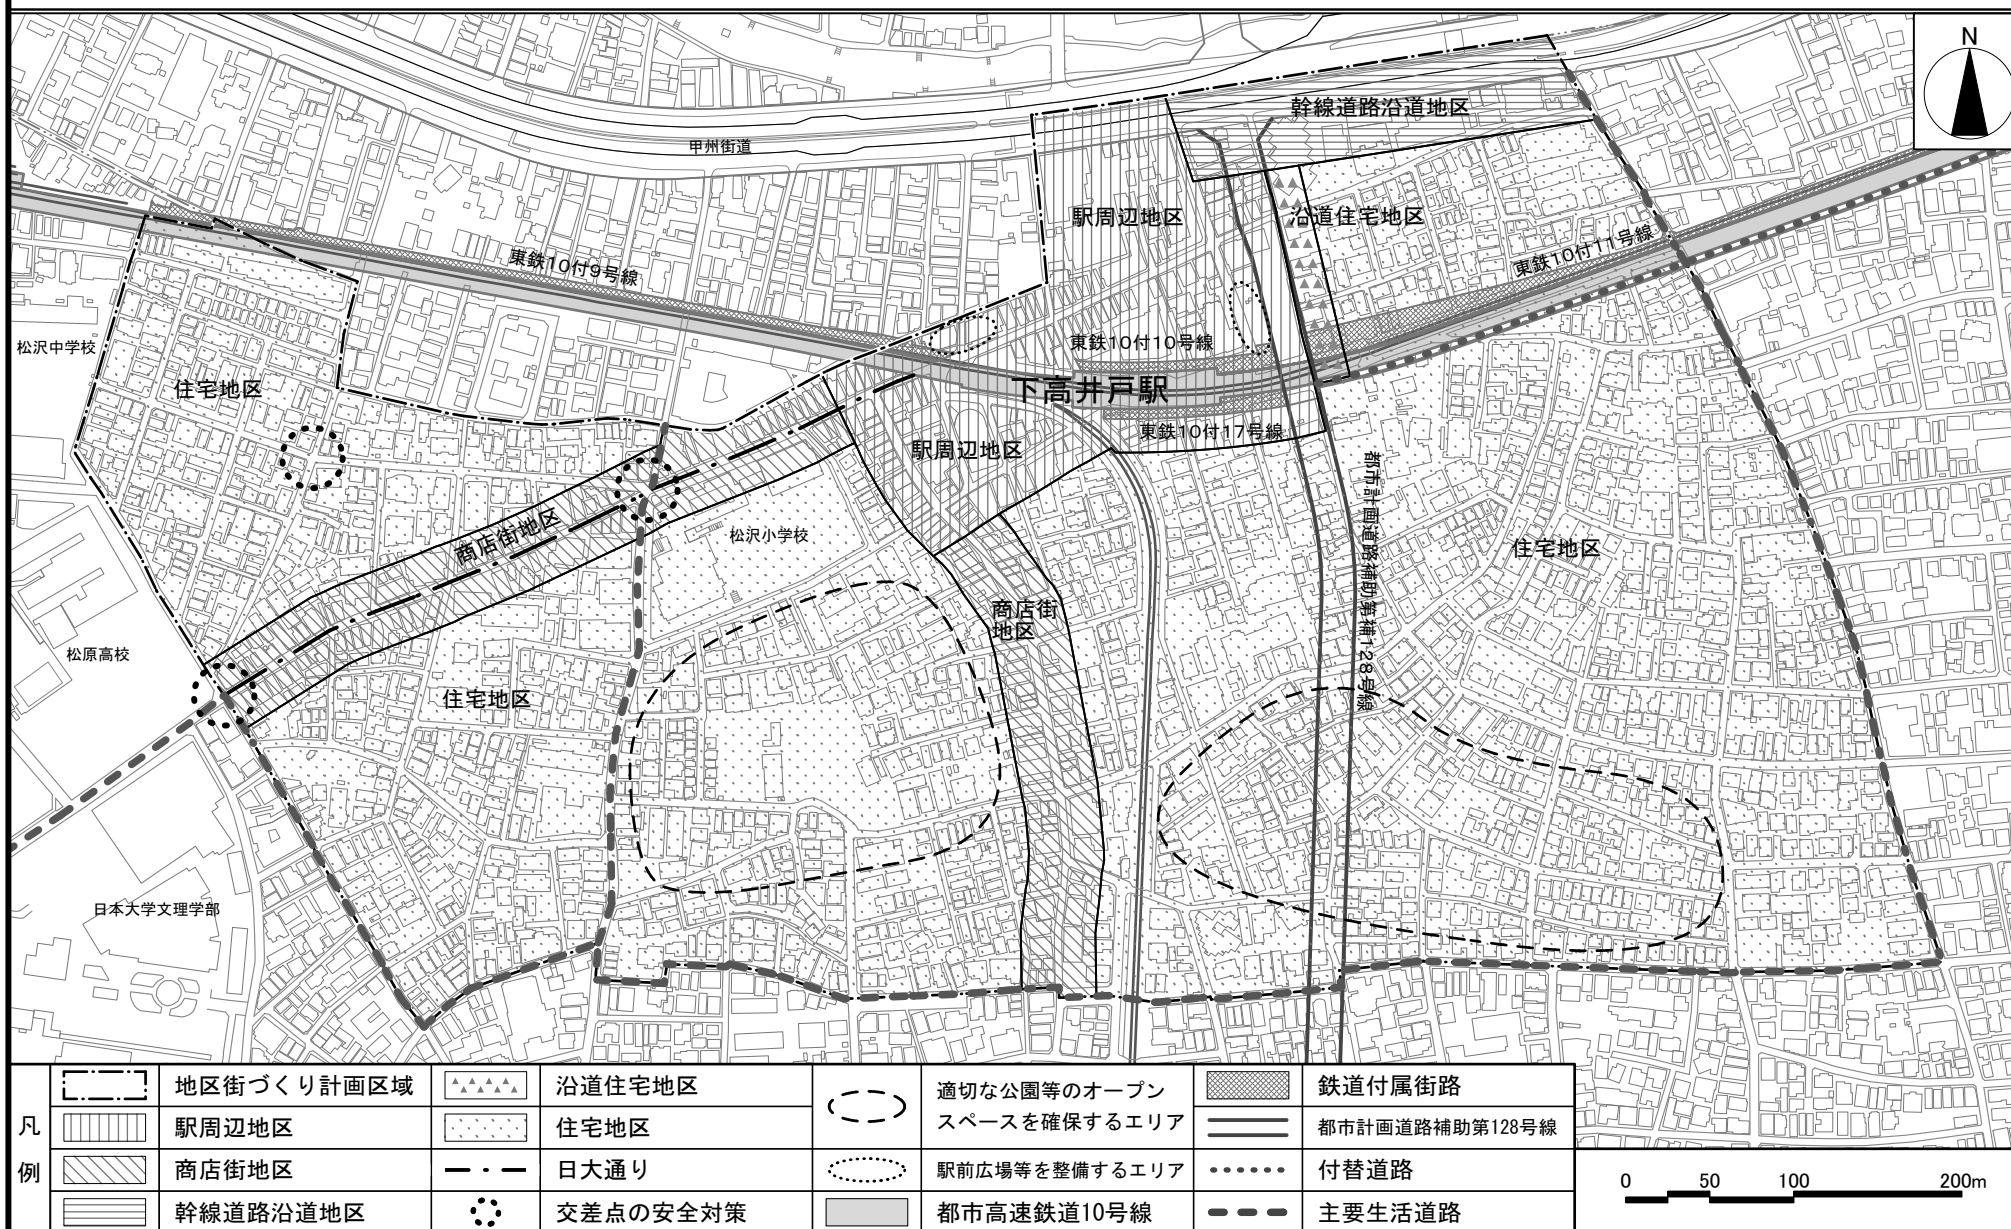 N
幹線道路沿道地区
甲州街道
駅周辺地区
沿道住宅地区
東鉄10付9号線
東鉄10付11号線
松沢中学校
住宅地区
東鉄10付10号線
下高井戸駅
東鉄10付17号線
駅周辺地区
都市計画道路補助第補128号線
商店街地区
松沢小学校
住宅地区
商店街
地区
松原高校
住宅地区
日本大学文理学部
凡例
地区街づくり計画区域
駅周辺地区
商店街地区
幹線道路沿道地区
沿道住宅地区
住宅地区
日大通り
交差点の安全対策
適切な公園等のオープン
スペースを確保するエリア
駅前広場等を整備するエリア
都市高速鉄道10号線
鉄道付属街路
都市計画道路補助第128号線
付替道路
主要生活道路
0 50 100 200m